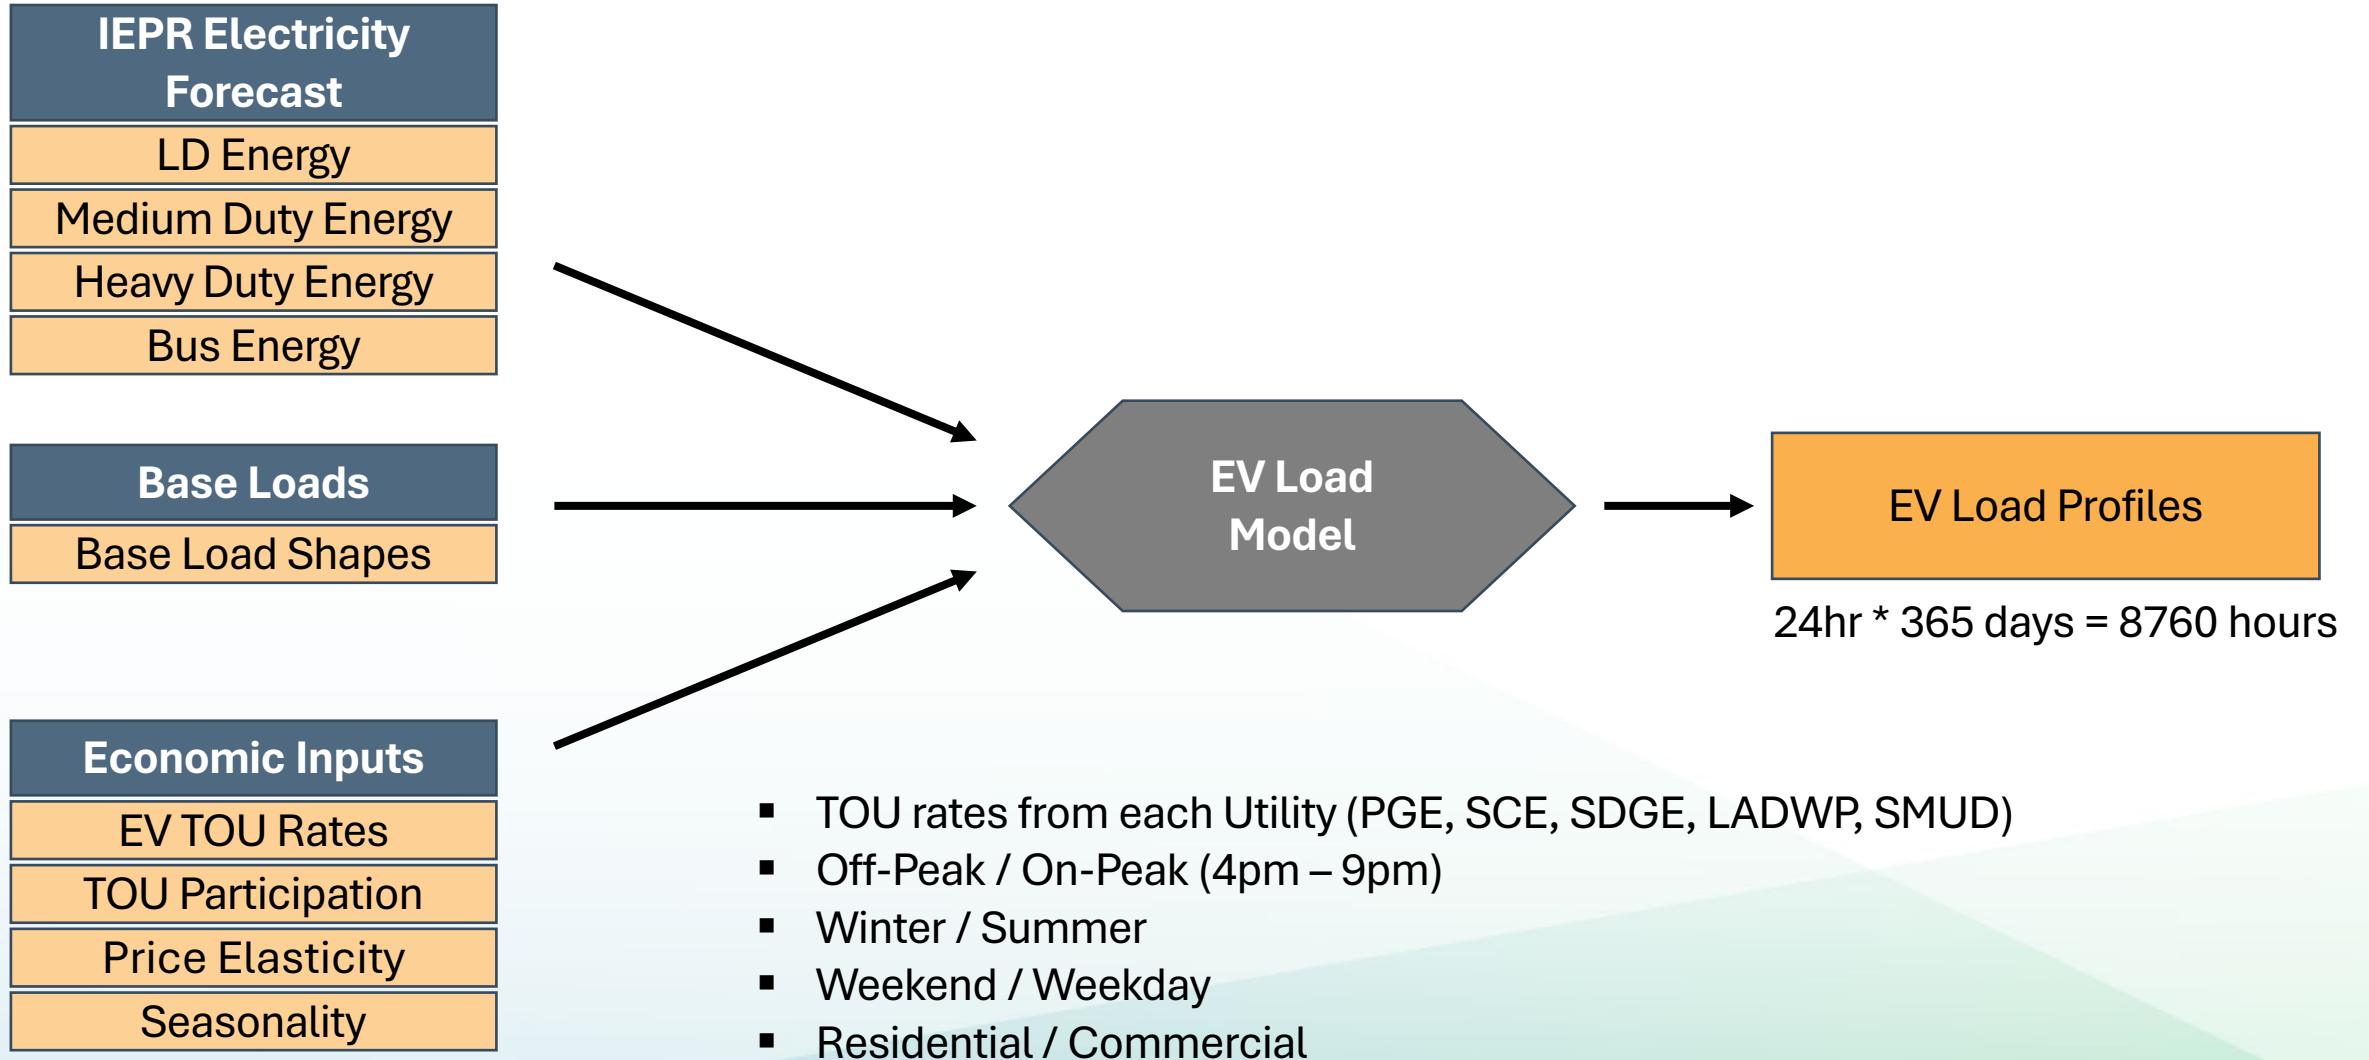 IEPR Electricity
Forecast
LD Energy
Medium Duty Energy
Heavy Duty Energy
Bus Energy
Base Loads
Base Load Shapes
Economic Inputs
EV TOU Rates
TOU Participation
Price Elasticity
Seasonality
EV Load
Model
EV Load Profiles
24hr * 365 days = 8760 hours
▪ TOU rates from each Utility (PGE, SCE, SDGE, LADWP, SMUD)
▪ Off-Peak / On-Peak (4pm – 9pm)
▪ Winter / Summer
▪ Weekend / Weekday
▪ Residential / Commercial